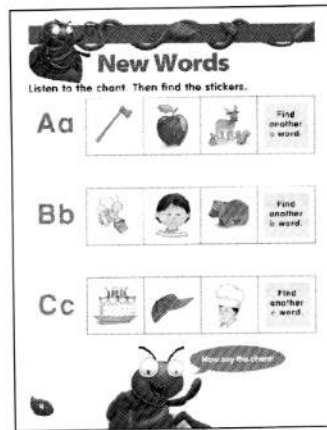 New Words
Listen to the chant. Then find the stickers.
Aa
Find
another
a word.
Bb
Find
another
b word.
Cc
Find
another
c word.
Now say the chant!